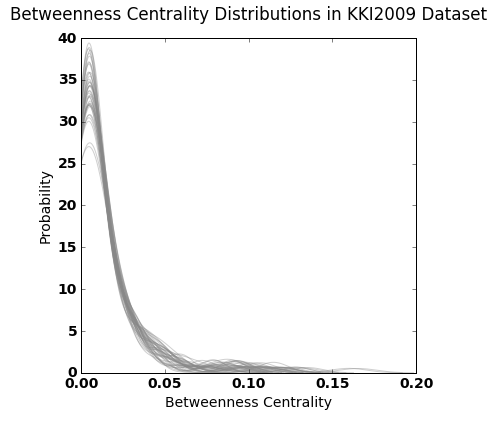 Betweenness Centrality Distributions in KKI2009 Dataset
40
35
30
25
20
15
10
5
0
Probability
0.00 0.05 0.10 0.15 0.20
Betweenness Centrality